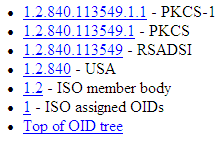 1.2.840.113549.1.1 - PKCS-1
1.2.840.113549.1 - PKCS
1.2.840.113549 - RSADSI
1.2.840 - USA
1.2 - ISO member body
1 - ISO assigned OIDs
Top of OID tree